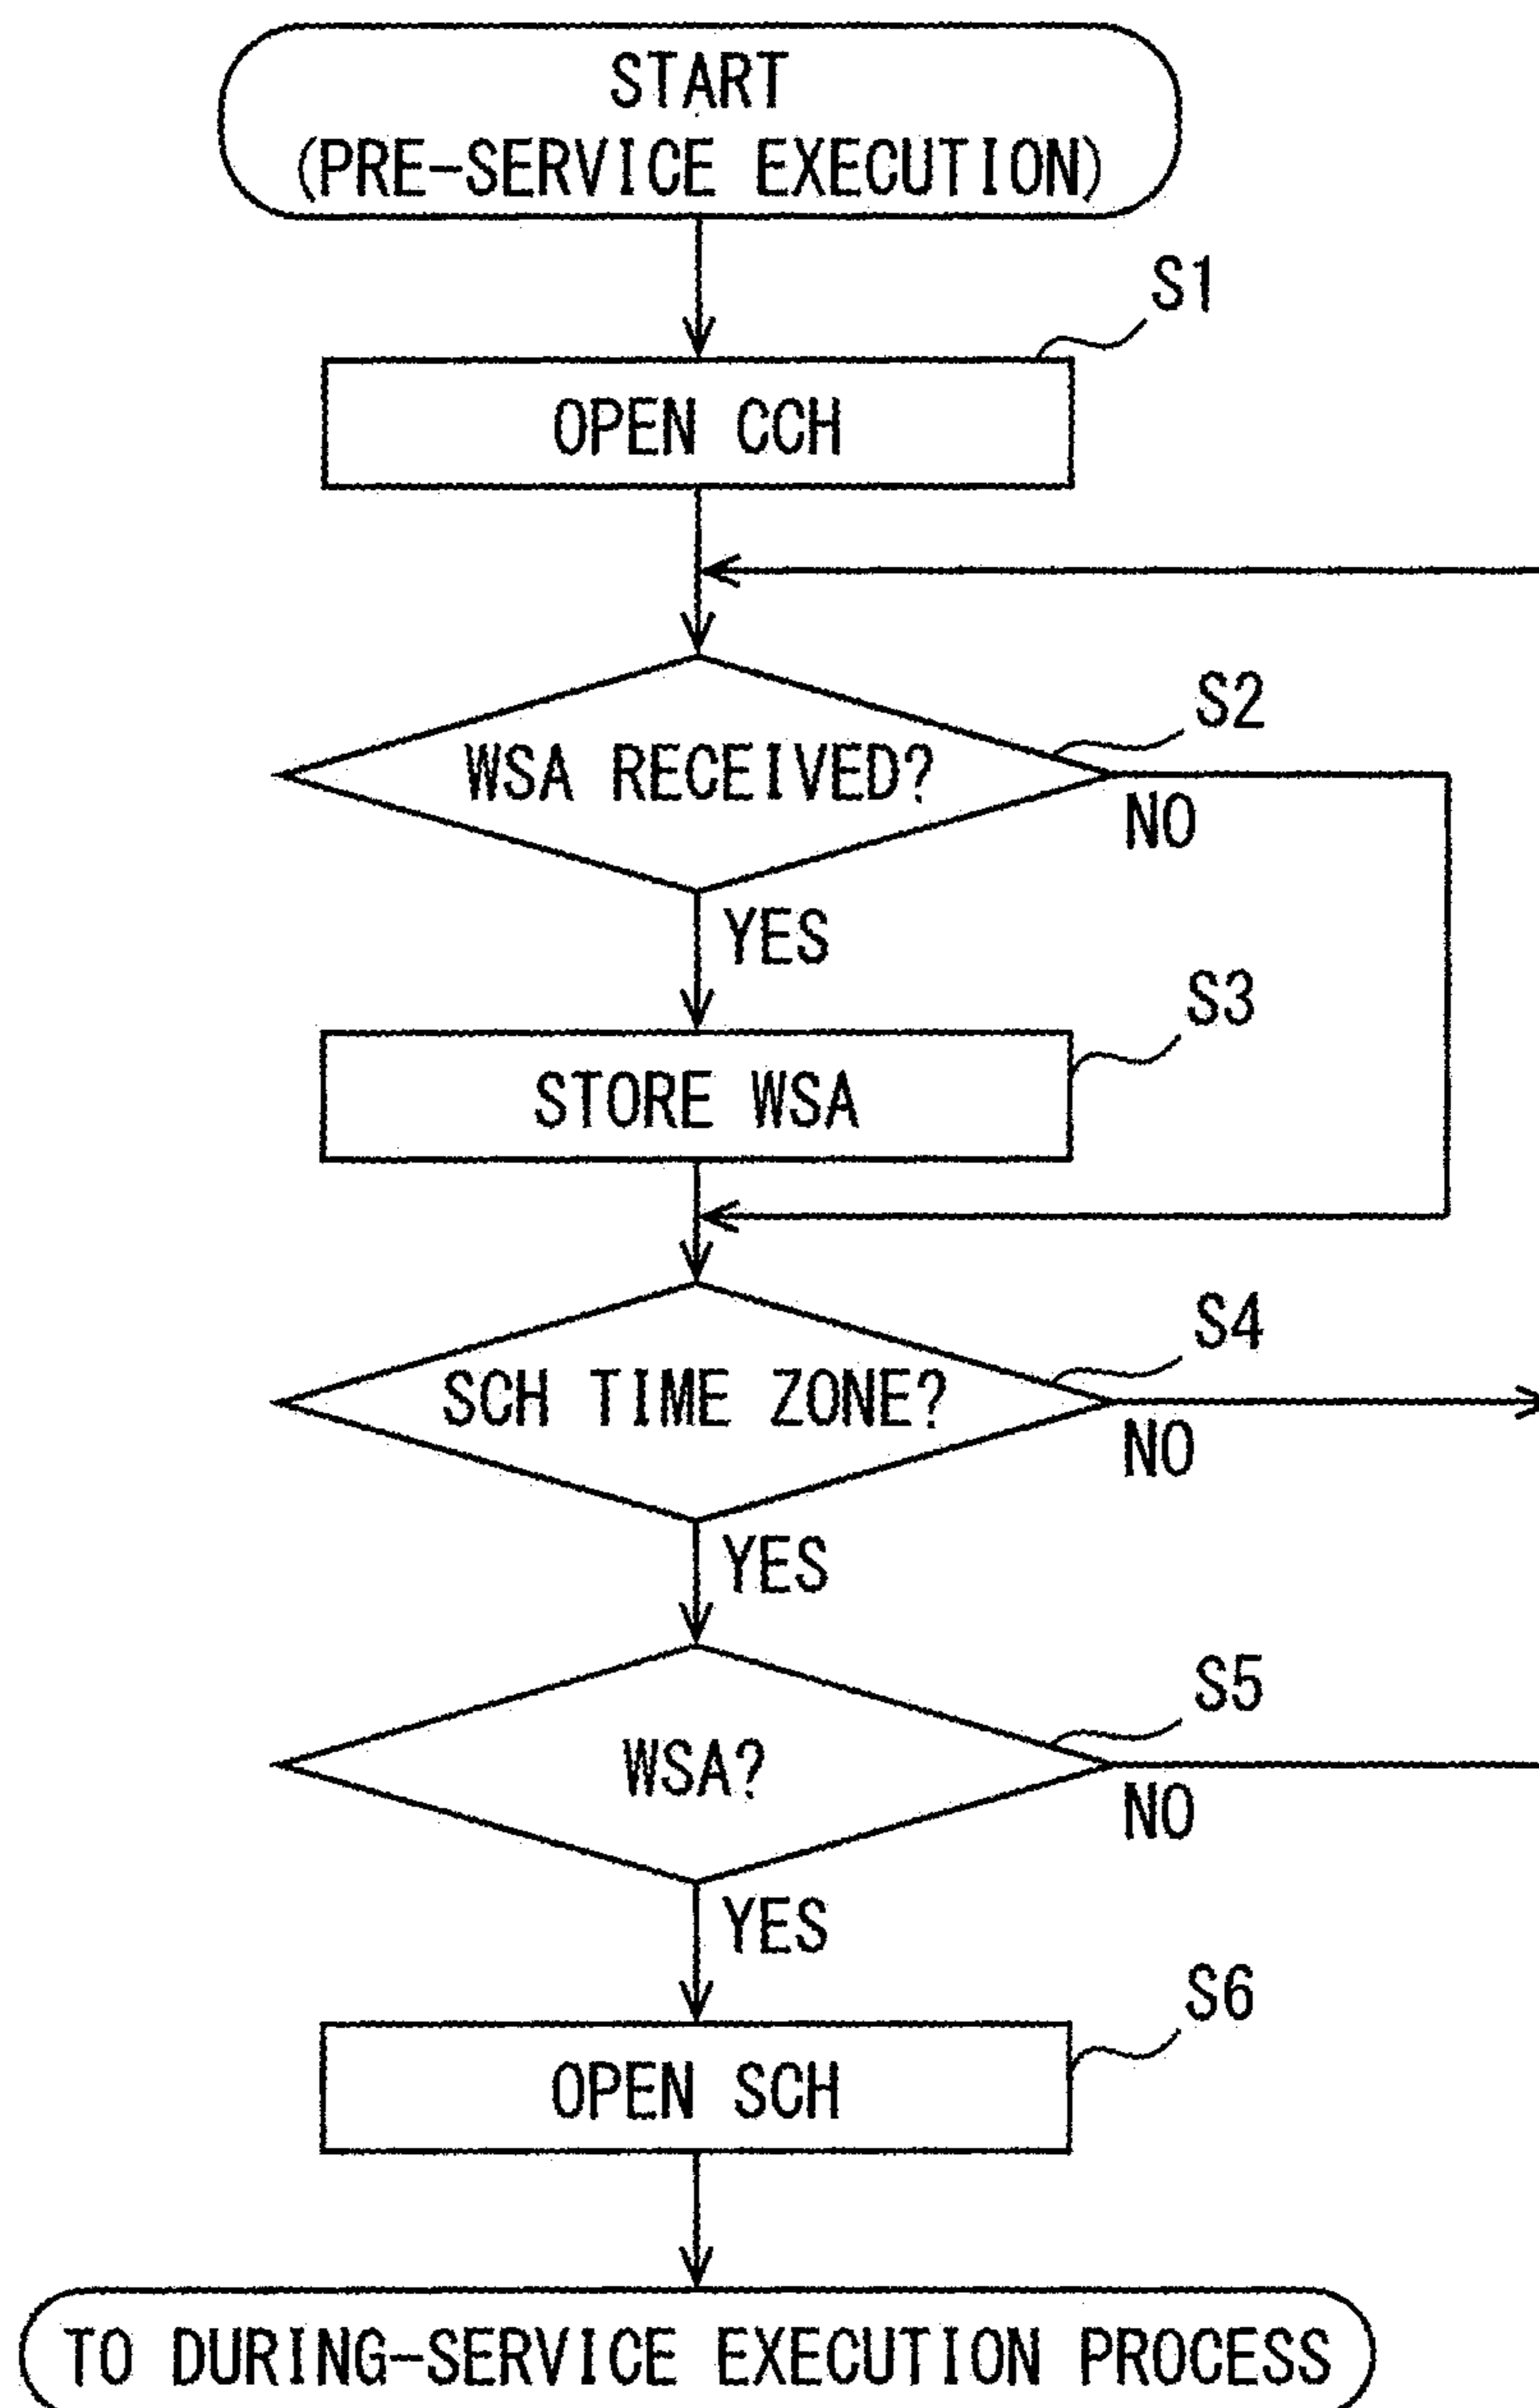 START
(PRE-SERVICE EXECUTION)
S1
OPEN CCH
S2
WSA RECEIVED?
NO
YES
S3
STORE WSA
S4
SCH TIME ZONE?
NO
YES
S5
WSA?
NO
YES
S6
OPEN SCH
TO DURING-SERVICE EXECUTION PROCESS